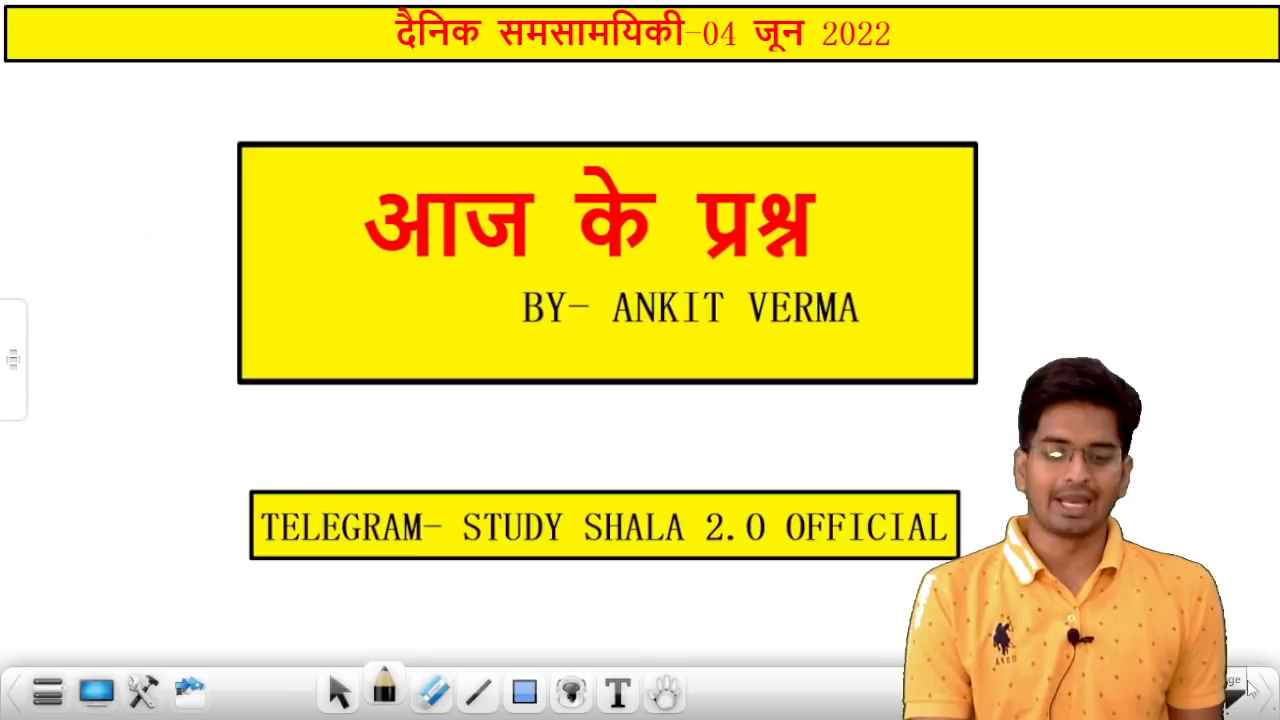 दैनिक समसामयिकी-04 जून 2022
आज के प्रश्न
BY- ANKIT VERMA
TELEGRAM- STUDY SHALA 2.0 OFFICIAL